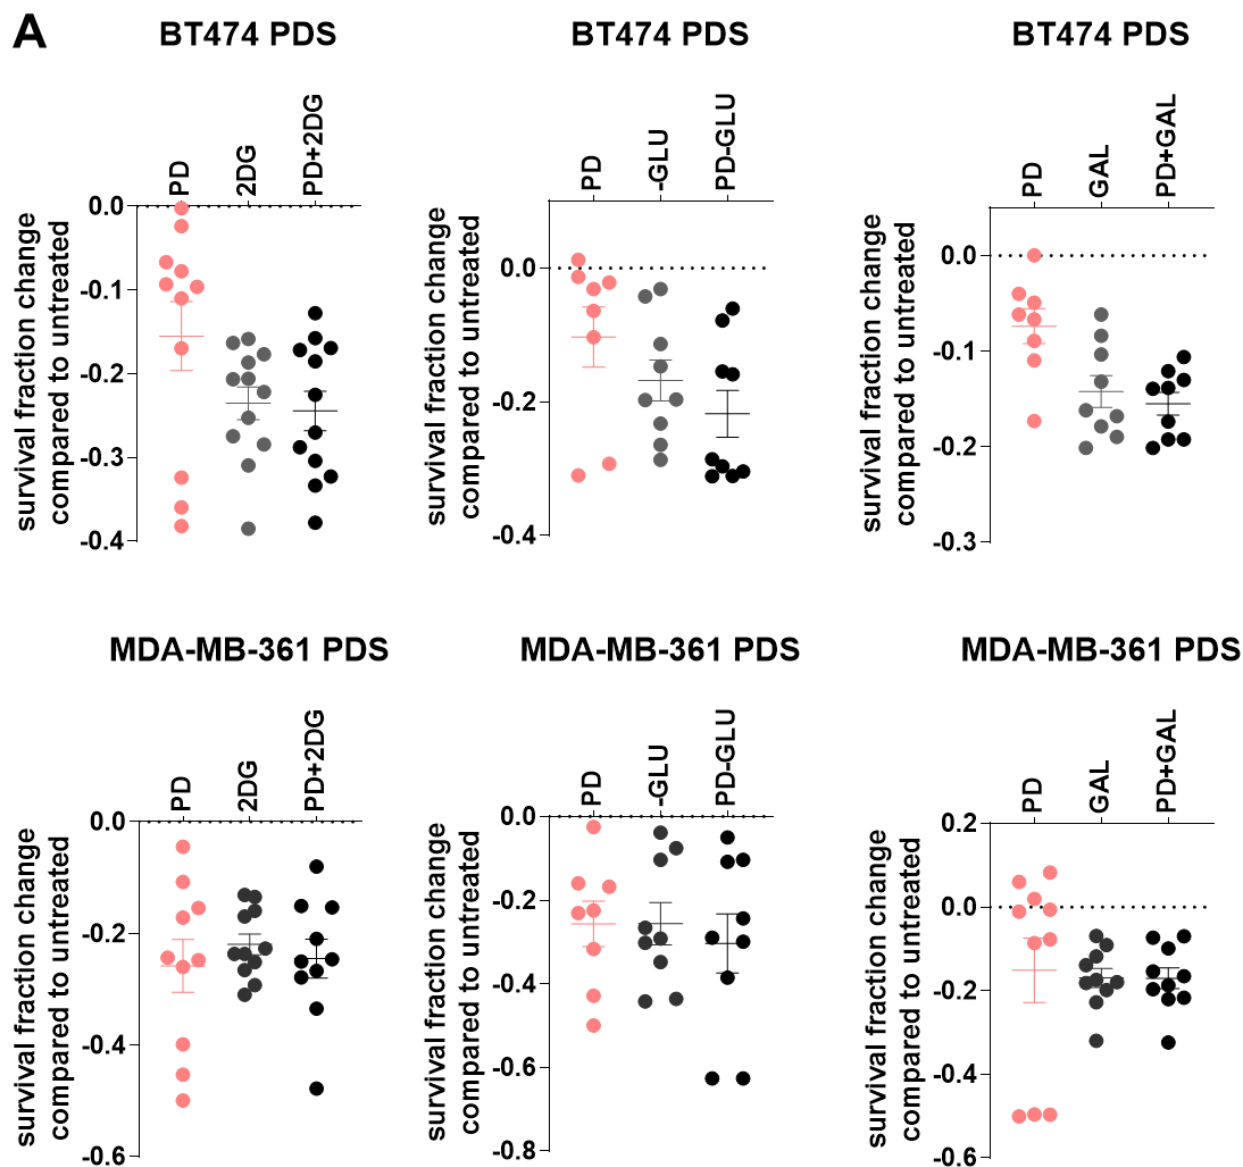 A
BT474 PDS
BT474 PDS
BT474 PDS
PD
2DG
PD+2DG
PD
-GLU
PD-GLU
PD
GAL
PD+GAL
survival fraction change
compared to untreated
0.0
-0.1
-0.2
-0.3
-0.4
survival fraction change
compared to untreated
0.0
-0.2
-0.4
survival fraction change
compared to untreated
0.0
-0.1
-0.2
-0.3
MDA-MB-361 PDS
MDA-MB-361 PDS
MDA-MB-361 PDS
PD
2DG
PD+2DG
PD
-GLU
PD-GLU
PD
GAL
PD+GAL
survival fraction change
compared to untreated
0.0
-0.2
-0.4
-0.6
survival fraction change
compared to untreated
0.0
-0.2
-0.4
-0.6
-0.8
survival fraction change
compared to untreated
0.2
0.0
-0.2
-0.4
-0.6